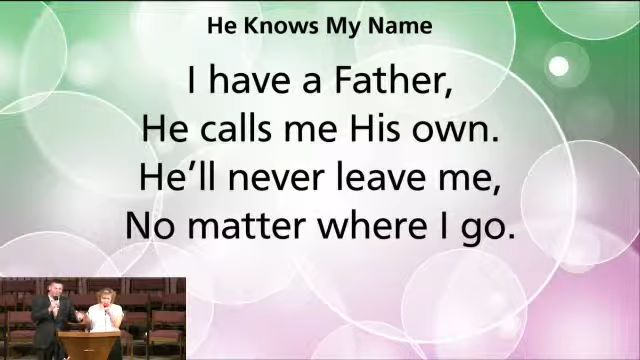 He Knows My Name
I have a Father,
He calls me His own.
He’ll never leave me,
No matter where I go.